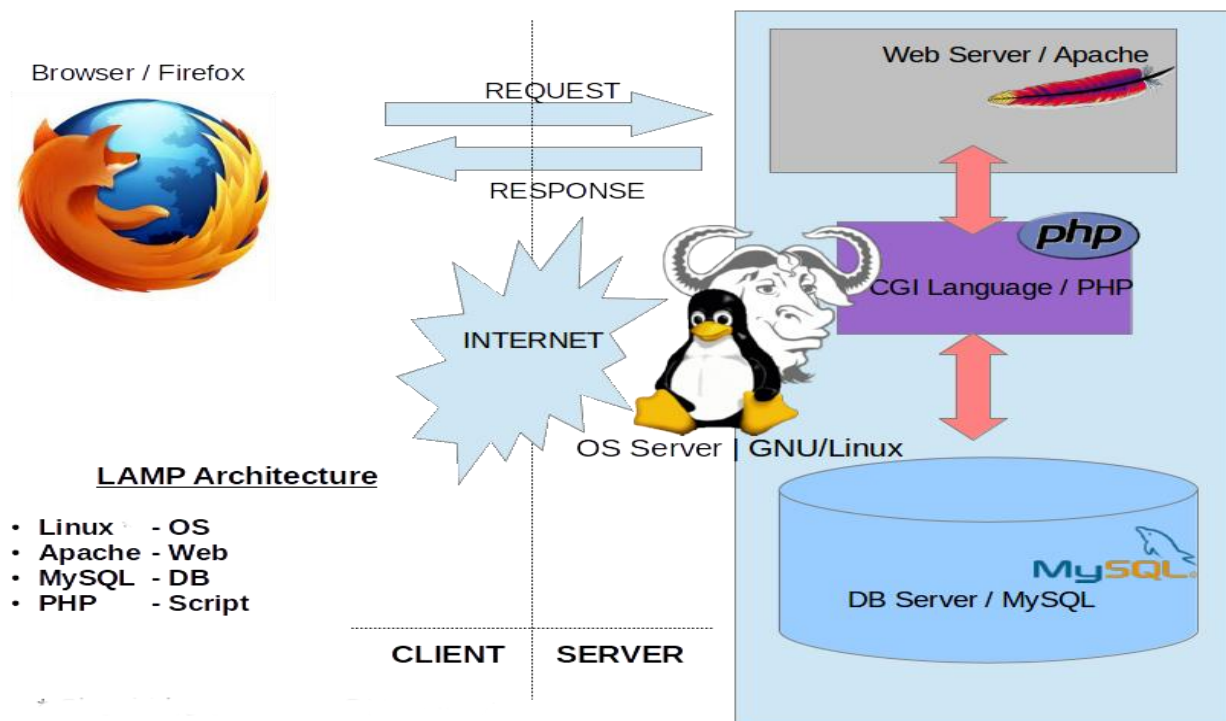 Browser / Firefox
REQUEST
RESPONSE
INTERNET
Web Server / Apache
php
CGI Language / PHP
OS Server | GNU/Linux
MySQL
DB Server / MySQL
LAMP Architecture
• Linux - OS
• Apache - Web
• MySQL - DB
• PHP - Script
CLIENT
SERVER